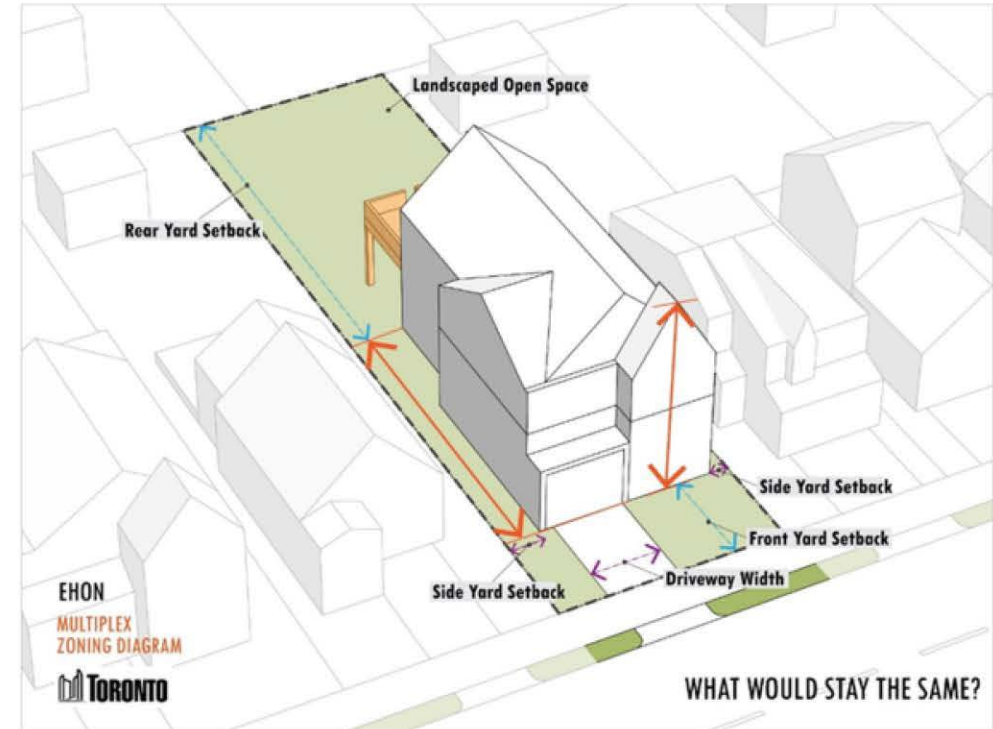 Landscaped Open Space
Rear Yard Setback
Side Yard Setback
Front Yard Setback
Driveway Width
Side Yard Setback
EHON
MULTIPLEX
ZONING DIAGRAM
TORONTO
WHAT WOULD STAY THE SAME?